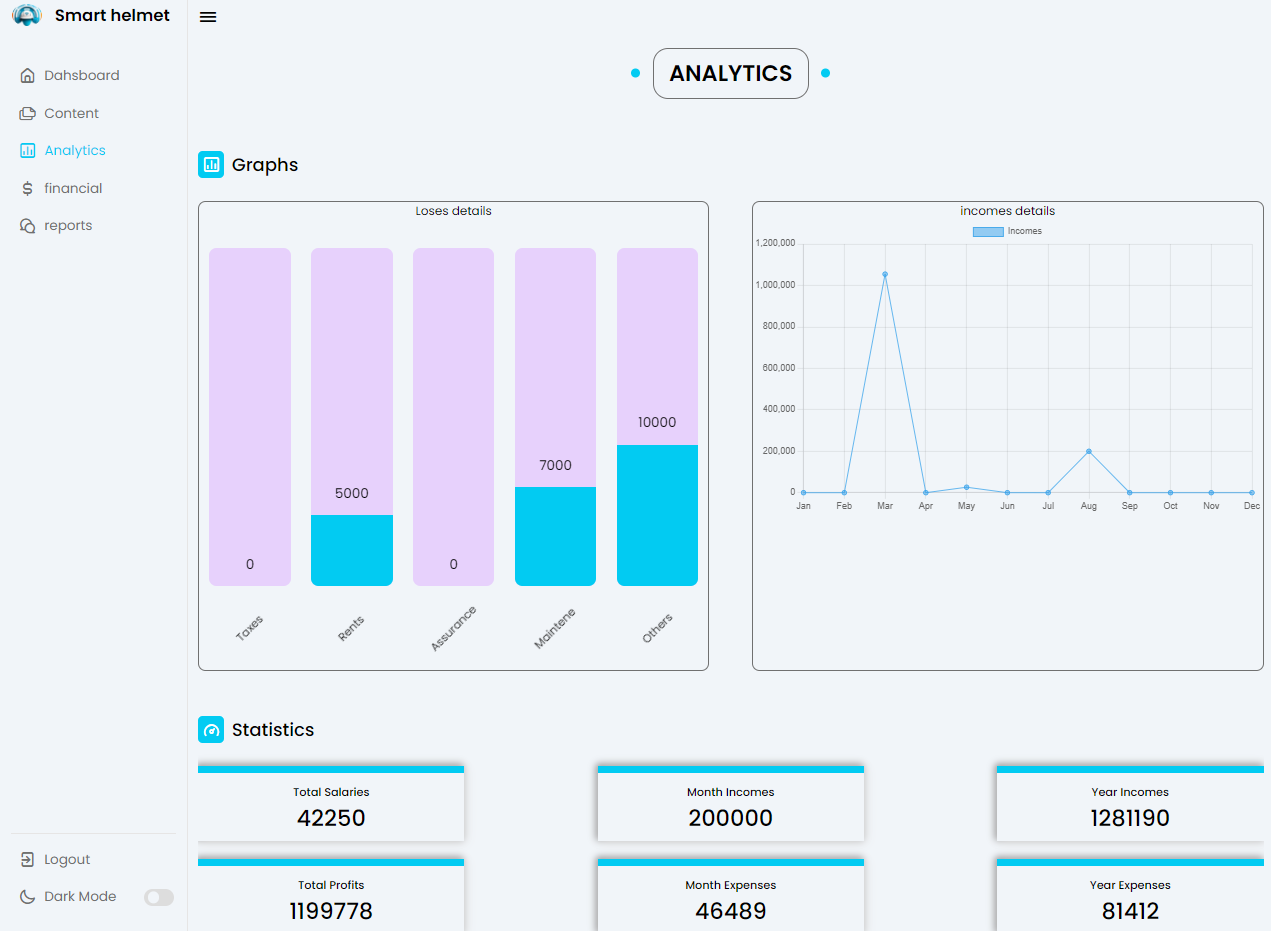 Smart helmet
Dahsboard
Content
Analytics
financial
reports
Logout
Dark Mode
ANALYTICS
Graphs
Loses details
0
5000
0
7000
10000
Taxes
Rents
Assurance
Maintene
Others
incomes details
Incomes
1,200,000
1,000,000
800,000
600,000
400,000
200,000
0
Jan Feb Mar Apr May Jun Jul Aug Sep Oct Nov Dec
Statistics
Total Salaries
42250
Month Incomes
200000
Year Incomes
1281190
Total Profits
1199778
Month Expenses
46489
Year Expenses
81412